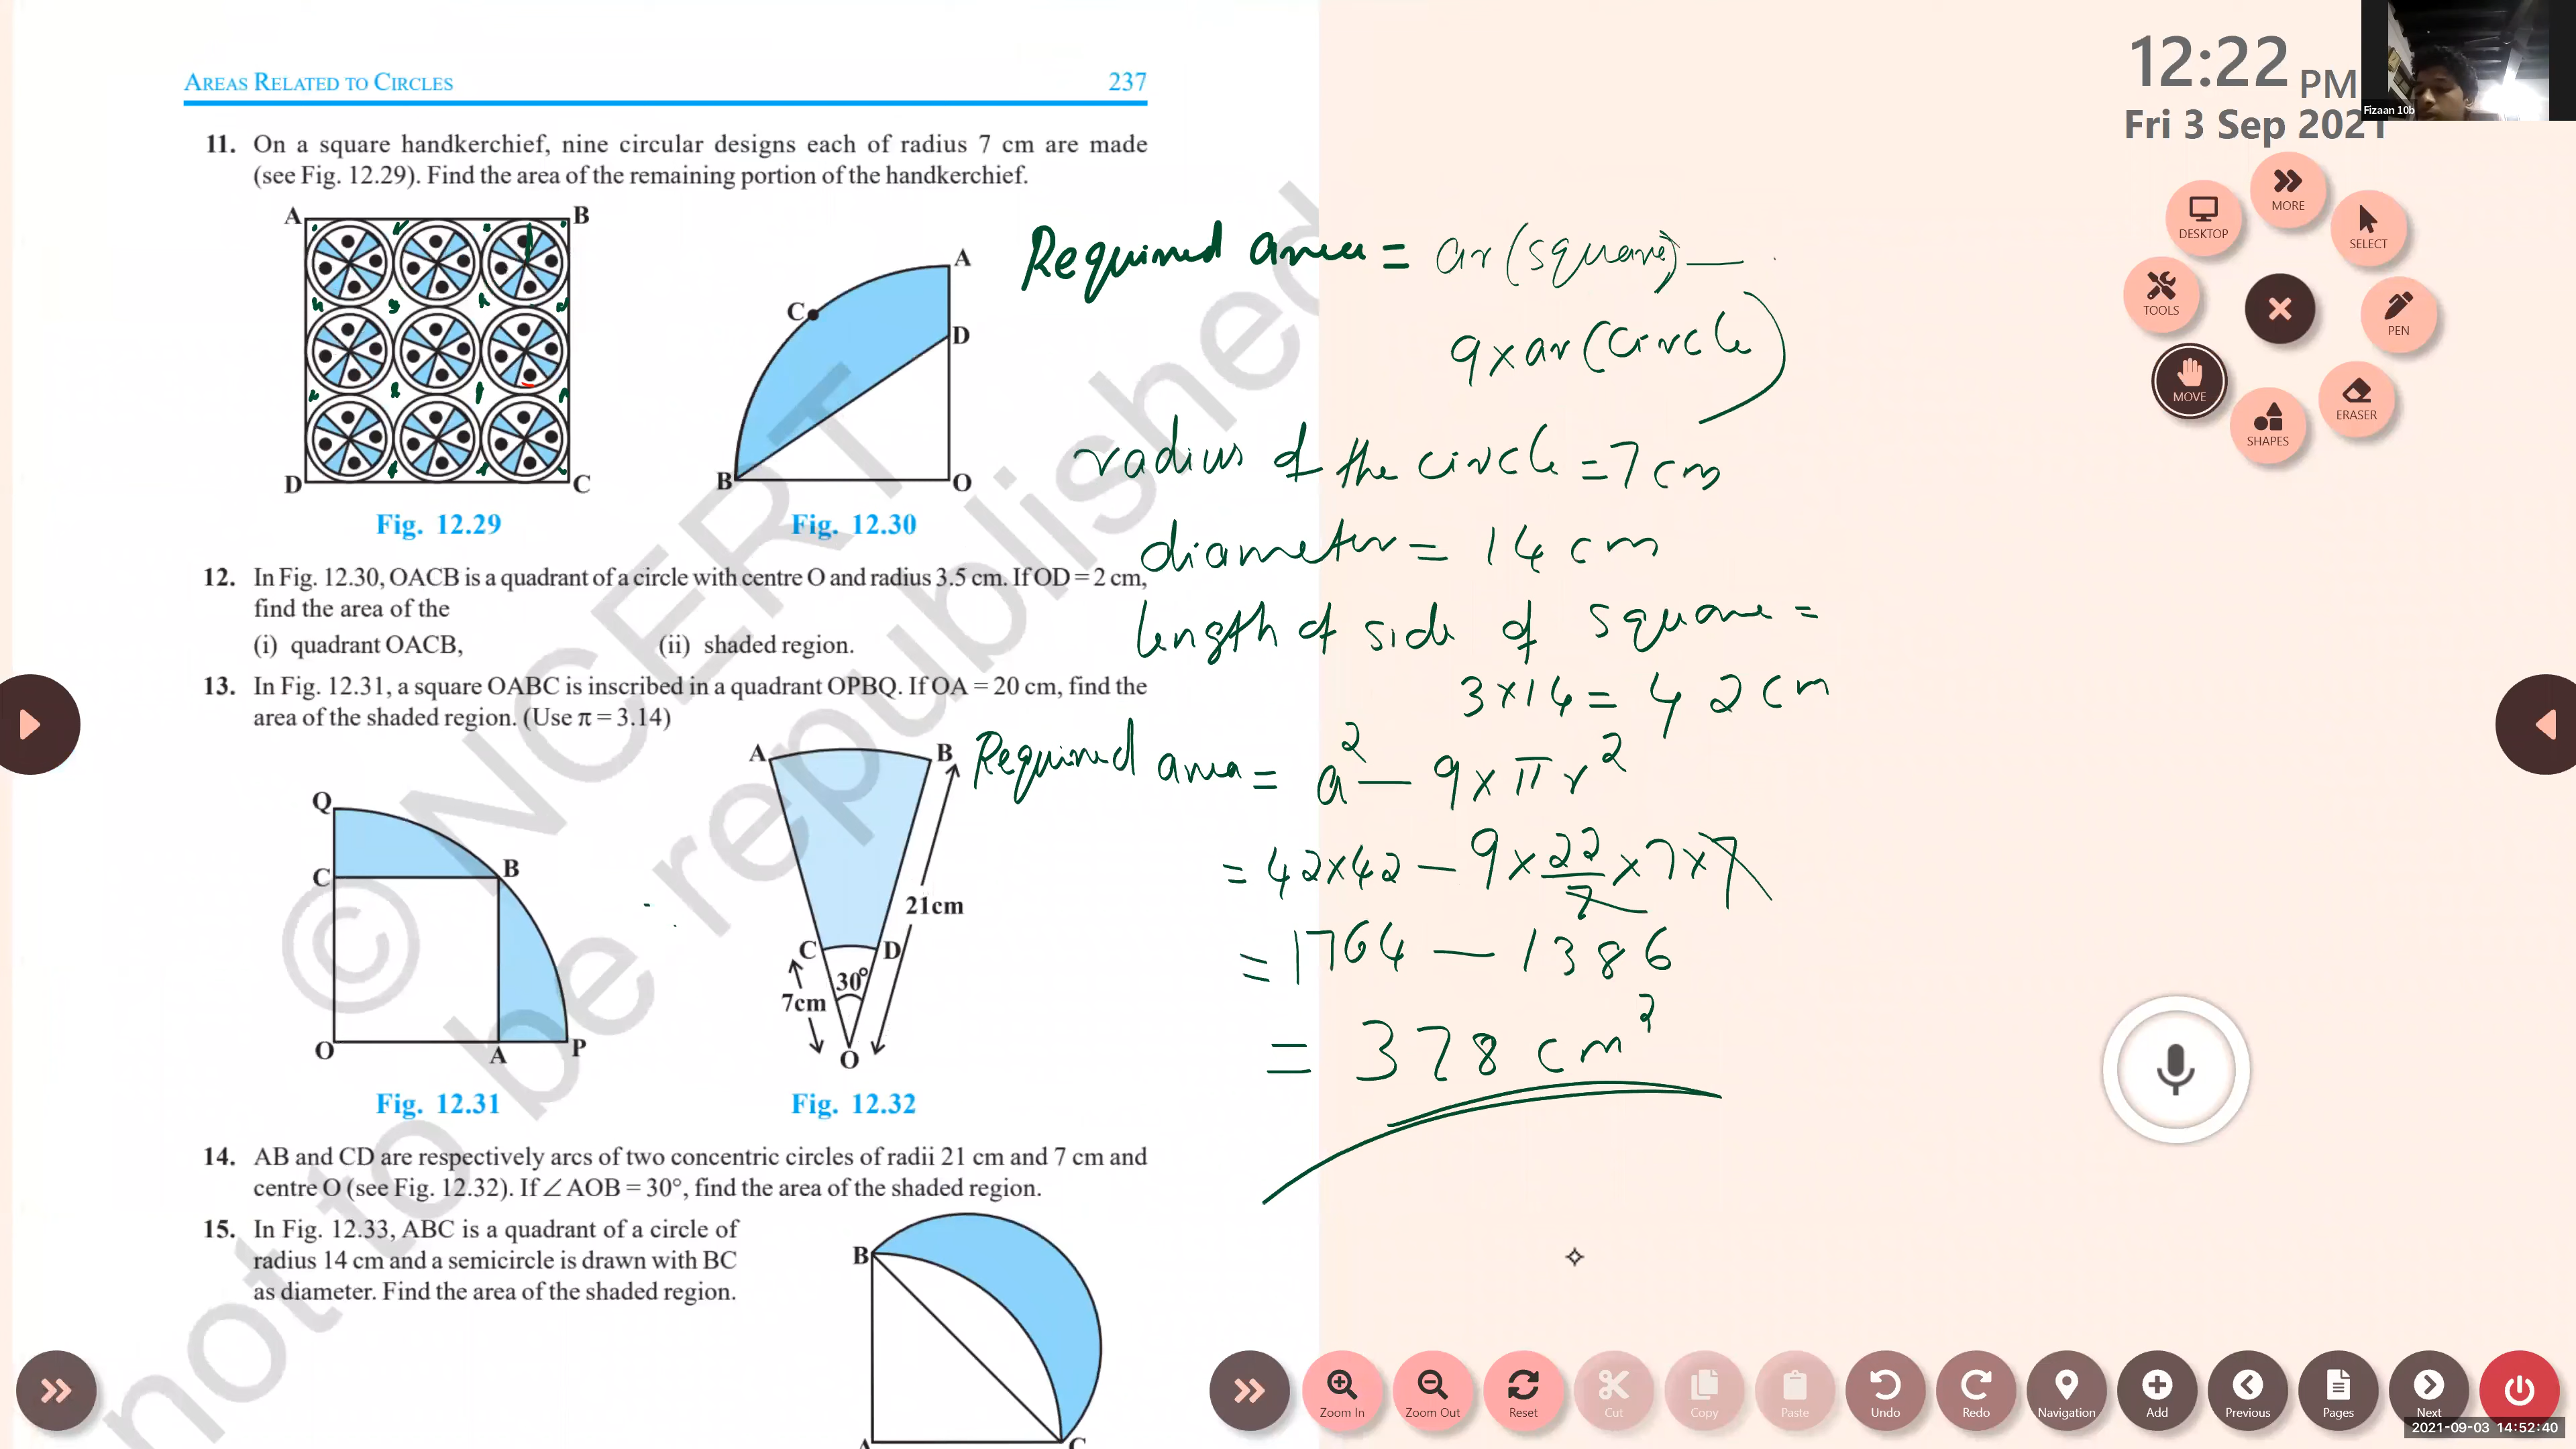 AREAS RELATED TO CIRCLES 237
11. On a square handkerchief, nine circular designs each of radius 7 cm are made
(see Fig. 12.29). Find the area of the remaining portion of the handkerchief.
A B
D C
Fig. 12.29
A
C
D
B O
Fig. 12.30
12. In Fig. 12.30, OACB is a quadrant of a circle with centre O and radius 3.5 cm. If OD = 2 cm,
find the area of the
(i) quadrant OACB, (ii) shaded region.
13. In Fig. 12.31, a square OABC is inscribed in a quadrant OPBQ. If OA = 20 cm, find the
area of the shaded region. (Use π = 3.14)
Q
C B
O A P
Fig. 12.31
A B
21cm
C D
30°
7cm
O
Fig. 12.32
14. AB and CD are respectively arcs of two concentric circles of radii 21 cm and 7 cm and
centre O (see Fig. 12.32). If ∠ AOB = 30°, find the area of the shaded region.
15. In Fig. 12.33, ABC is a quadrant of a circle of
radius 14 cm and a semicircle is drawn with BC
as diameter. Find the area of the shaded region.
B
A C
© NCERT
not to be republished
Required area = ar(square) —
9 x ar(circle)
radius of the circle = 7 cm
diameter = 14 cm
length of side of square =
3 x 14 = 42 cm
Required area = a² — 9 x π r²
= 42 x 42 — 9 x 22/7 x 7 x 7
= 1764 — 1386
= 378 cm²
12:22 PM
Fri 3 Sep 2021
Fizaan 10b
MORE
DESKTOP
SELECT
TOOLS
PEN
MOVE
ERASER
SHAPES
Zoom In
Zoom Out
Reset
Cut
Copy
Paste
Undo
Redo
Navigation
Add
Previous
Pages
Next
2021-09-03 14:52:40